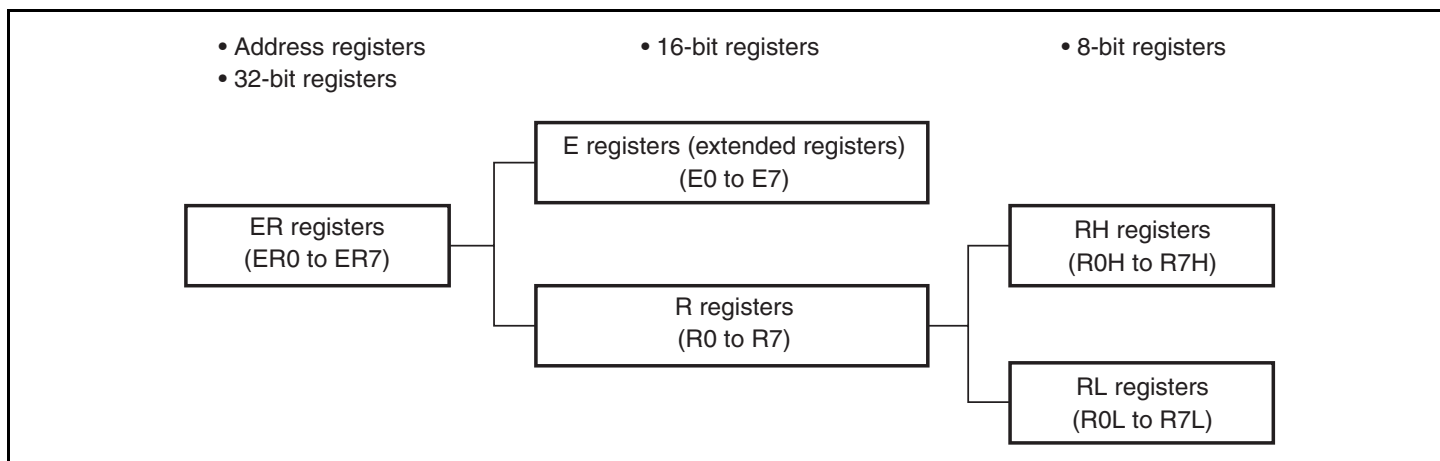 • Address registers
• 32-bit registers
• 16-bit registers
• 8-bit registers
E registers (extended registers)
(E0 to E7)
ER registers
(ER0 to ER7)
RH registers
(R0H to R7H)
R registers
(R0 to R7)
RL registers
(R0L to R7L)